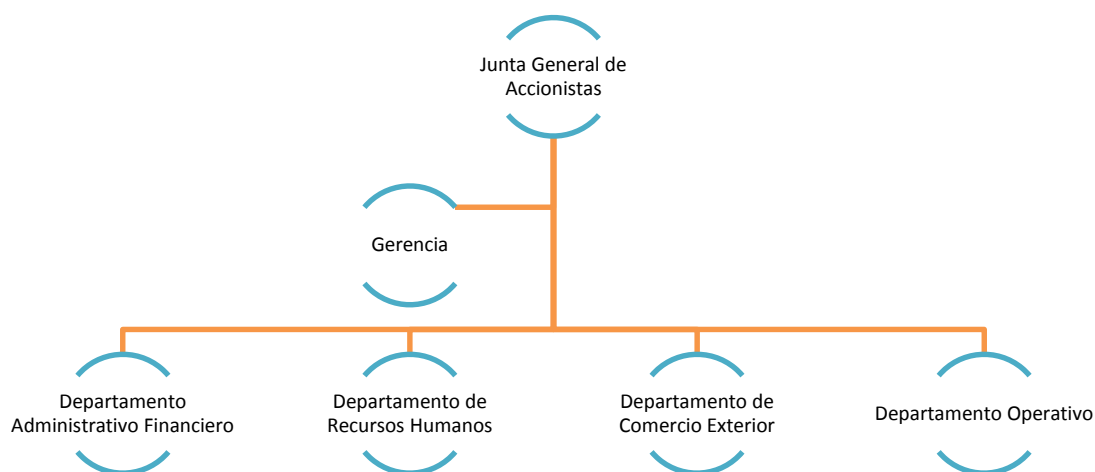 Junta General de
Accionistas
Gerencia
Departamento
Administrativo Financiero
Departamento de
Recursos Humanos
Departamento de
Comercio Exterior
Departamento Operativo